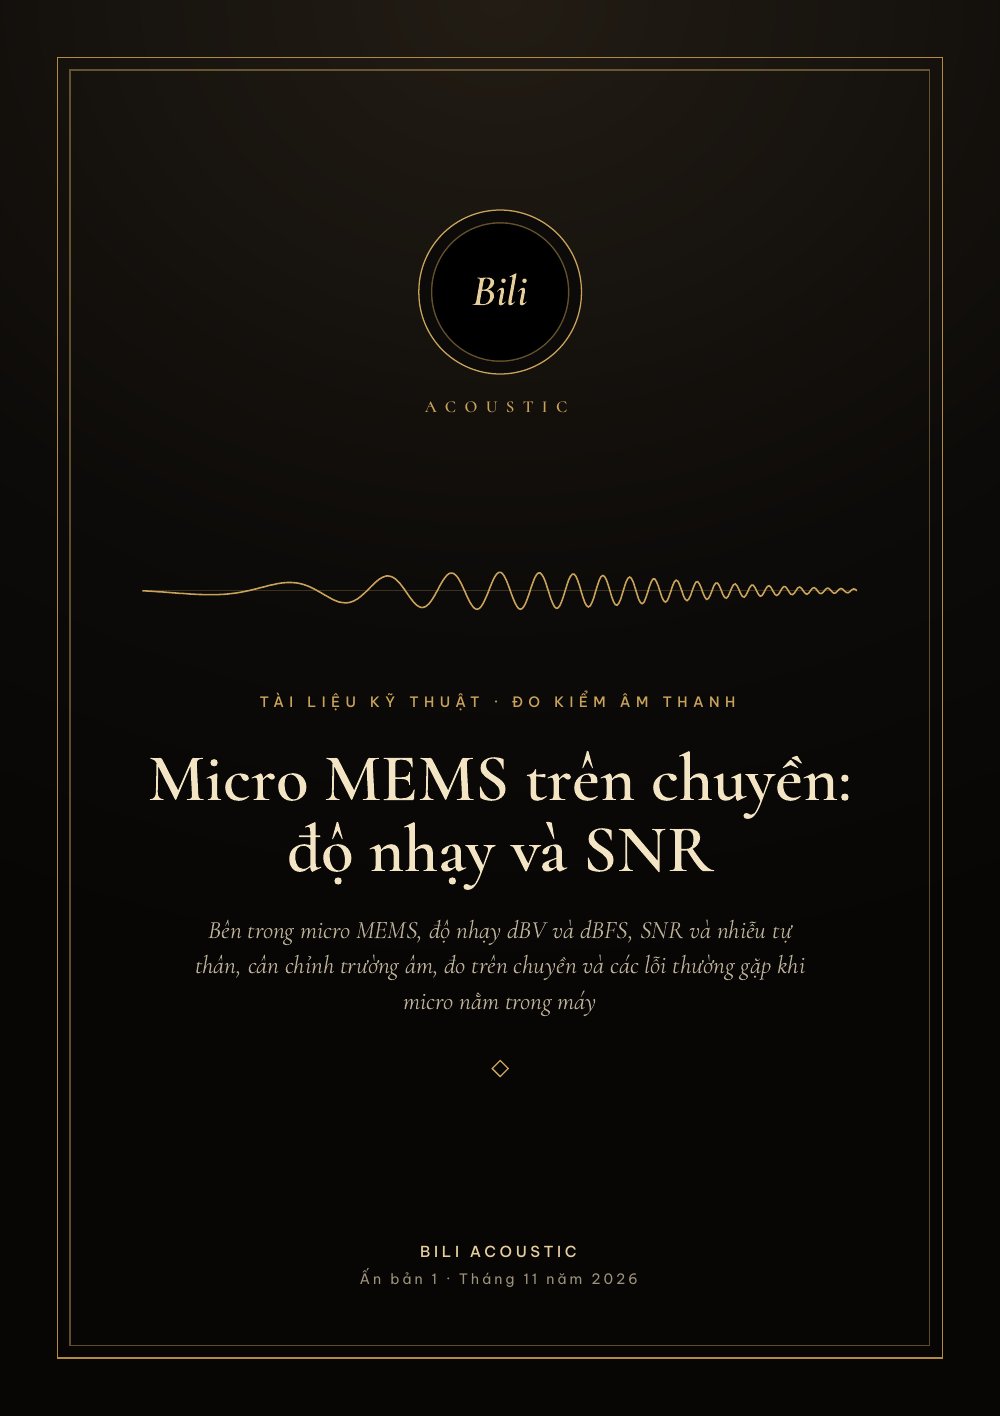 Bili
ACOUSTIC
TÀI LIỆU KỸ THUẬT · ĐO KIỂM ÂM THANH
Micro MEMS trên chuyền:
độ nhạy và SNR
Bên trong micro MEMS, độ nhạy dBV và dBFS, SNR và nhiễu tự
thân, cân chỉnh trường âm, đo trên chuyền và các lỗi thường gặp khi
micro nằm trong máy
BILI ACOUSTIC
Ấn bản 1 · Tháng 11 năm 2026